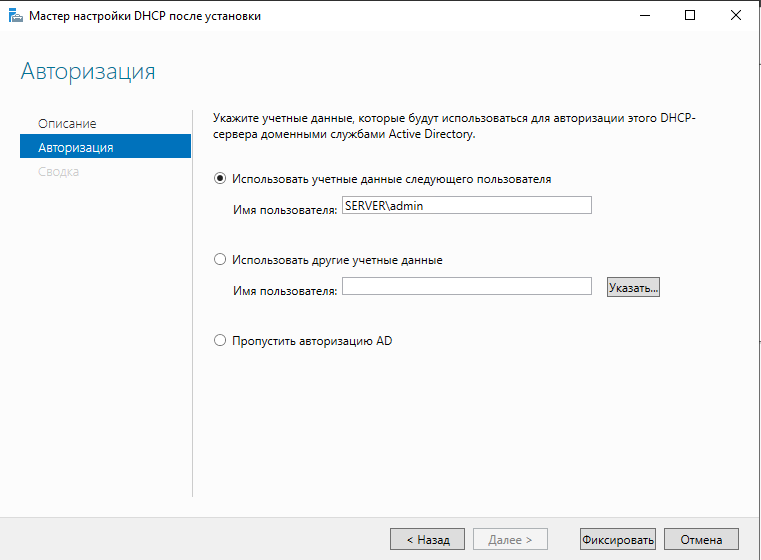 Мастер настройки DHCP после установки
Авторизация
Описание
Авторизация
Сводка
Укажите учетные данные, которые будут использоваться для авторизации этого DHCP-
сервера доменными службами Active Directory.
Использовать учетные данные следующего пользователя
Имя пользователя: SERVER\admin
Использовать другие учетные данные
Имя пользователя: Указать...
Пропустить авторизацию AD
< Назад Далее > Фиксировать Отмена